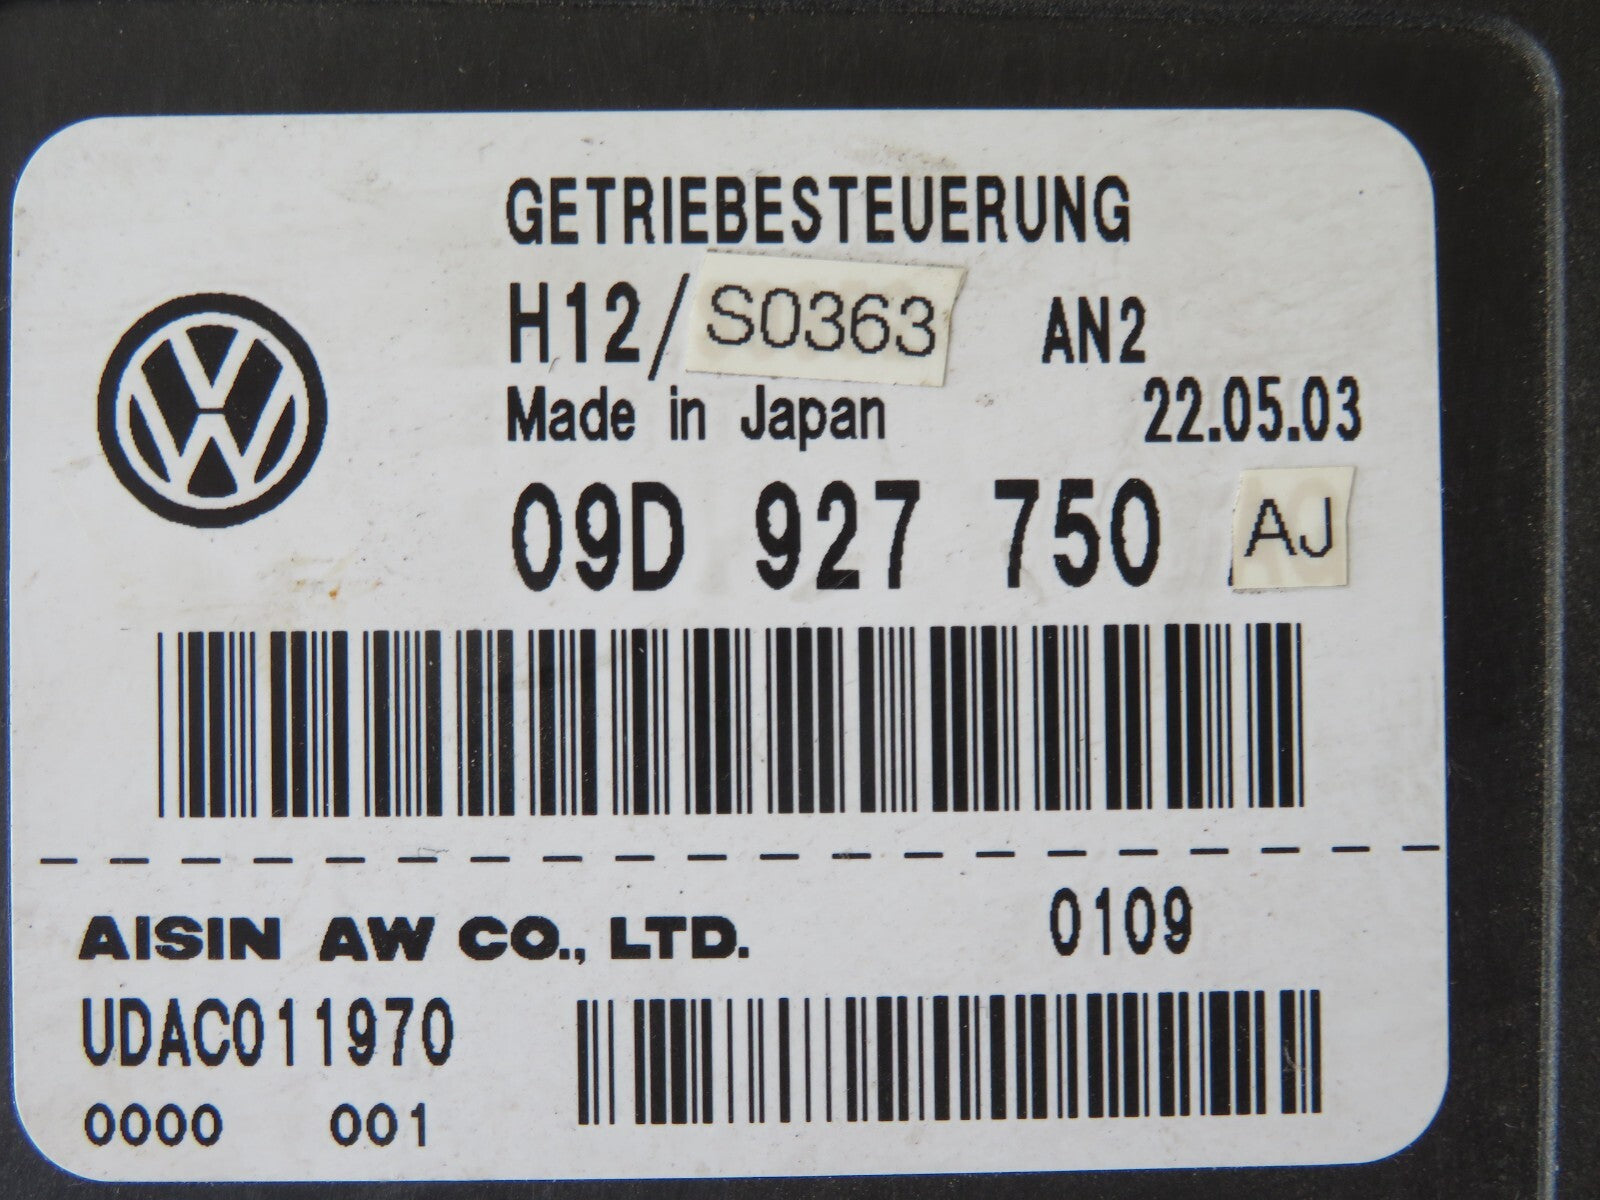 GETRIEBESTEUERUNG
H12/S0363 AN2
Made in Japan 22.05.03
09D 927 750 AJ
AISIN AW CO., LTD. 0109
UDAC011970
0000 001